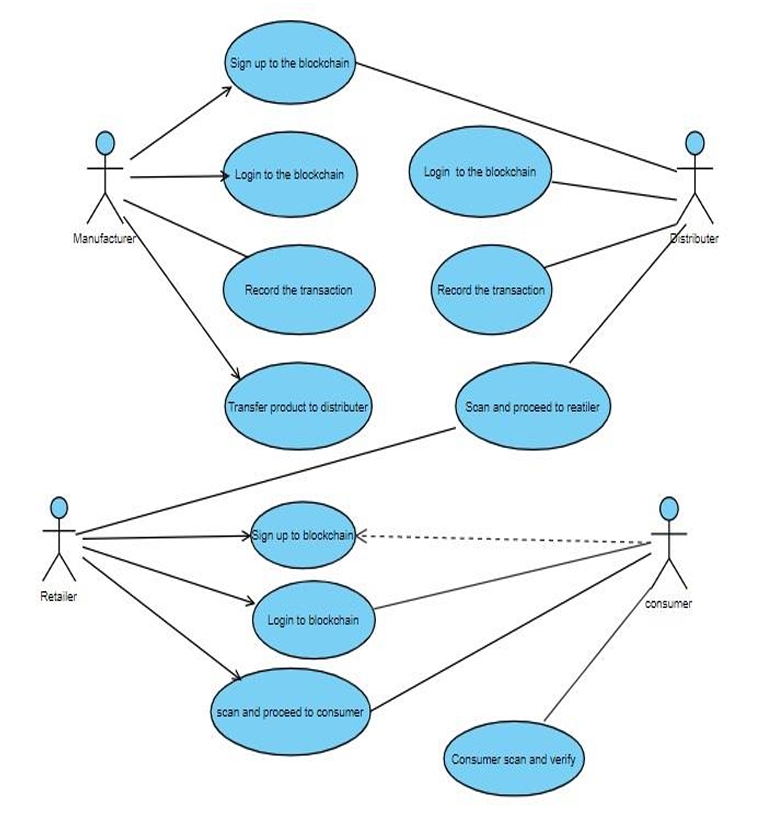 Sign up to the blockchain
Login to the blockchain
Login  to the blockchain
Manufacturer
Distributer
Record the transaction
Record the transaction
Transfer product to distributer
Scan and proceed to reatiler
Sign up to blockchain
Retailer
consumer
Login to blockchain
scan and proceed to consumer
Consumer scan and verify